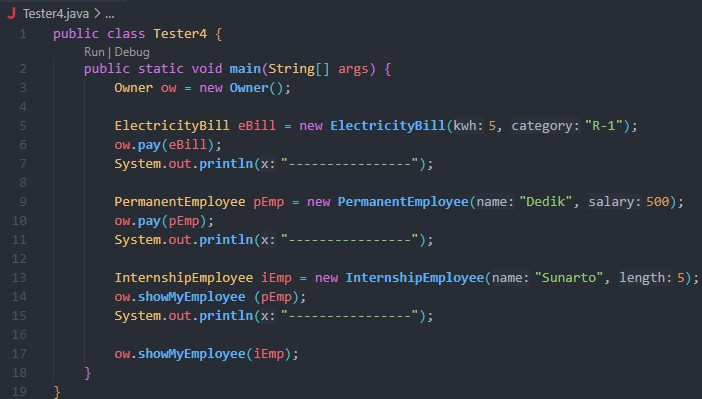 J Tester4.java > ...
1 public class Tester4 {
Run | Debug
2 public static void main(String[] args) {
3 Owner ow = new Owner();
4
5 ElectricityBill eBill = new ElectricityBill(kwh: 5, category: "R-1");
6 ow.pay(eBill);
7 System.out.println(x: "----------------");
8
9 PermanentEmployee pEmp = new PermanentEmployee(name: "Dedik", salary: 500);
10 ow.pay(pEmp);
11 System.out.println(x: "----------------");
12
13 InternshipEmployee iEmp = new InternshipEmployee(name: "Sunarto", length: 5);
14 ow.showMyEmployee (pEmp);
15 System.out.println(x: "----------------");
16
17 ow.showMyEmployee(iEmp);
18 }
19 }